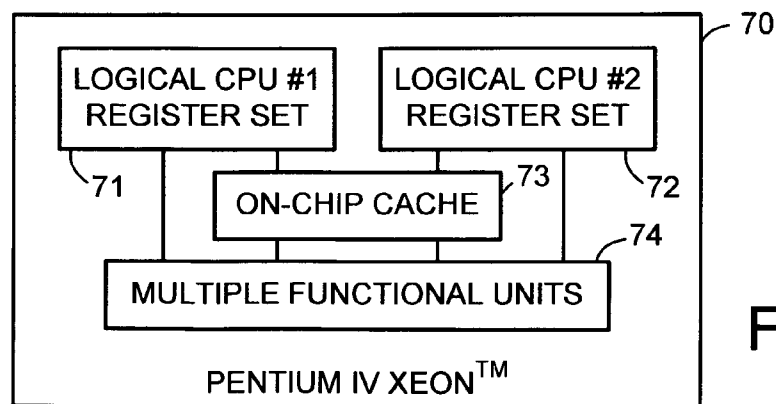 70
LOGICAL CPU #1
REGISTER SET
LOGICAL CPU #2
REGISTER SET
71
73
72
ON-CHIP CACHE
74
MULTIPLE FUNCTIONAL UNITS
F
PENTIUM IV XEON™